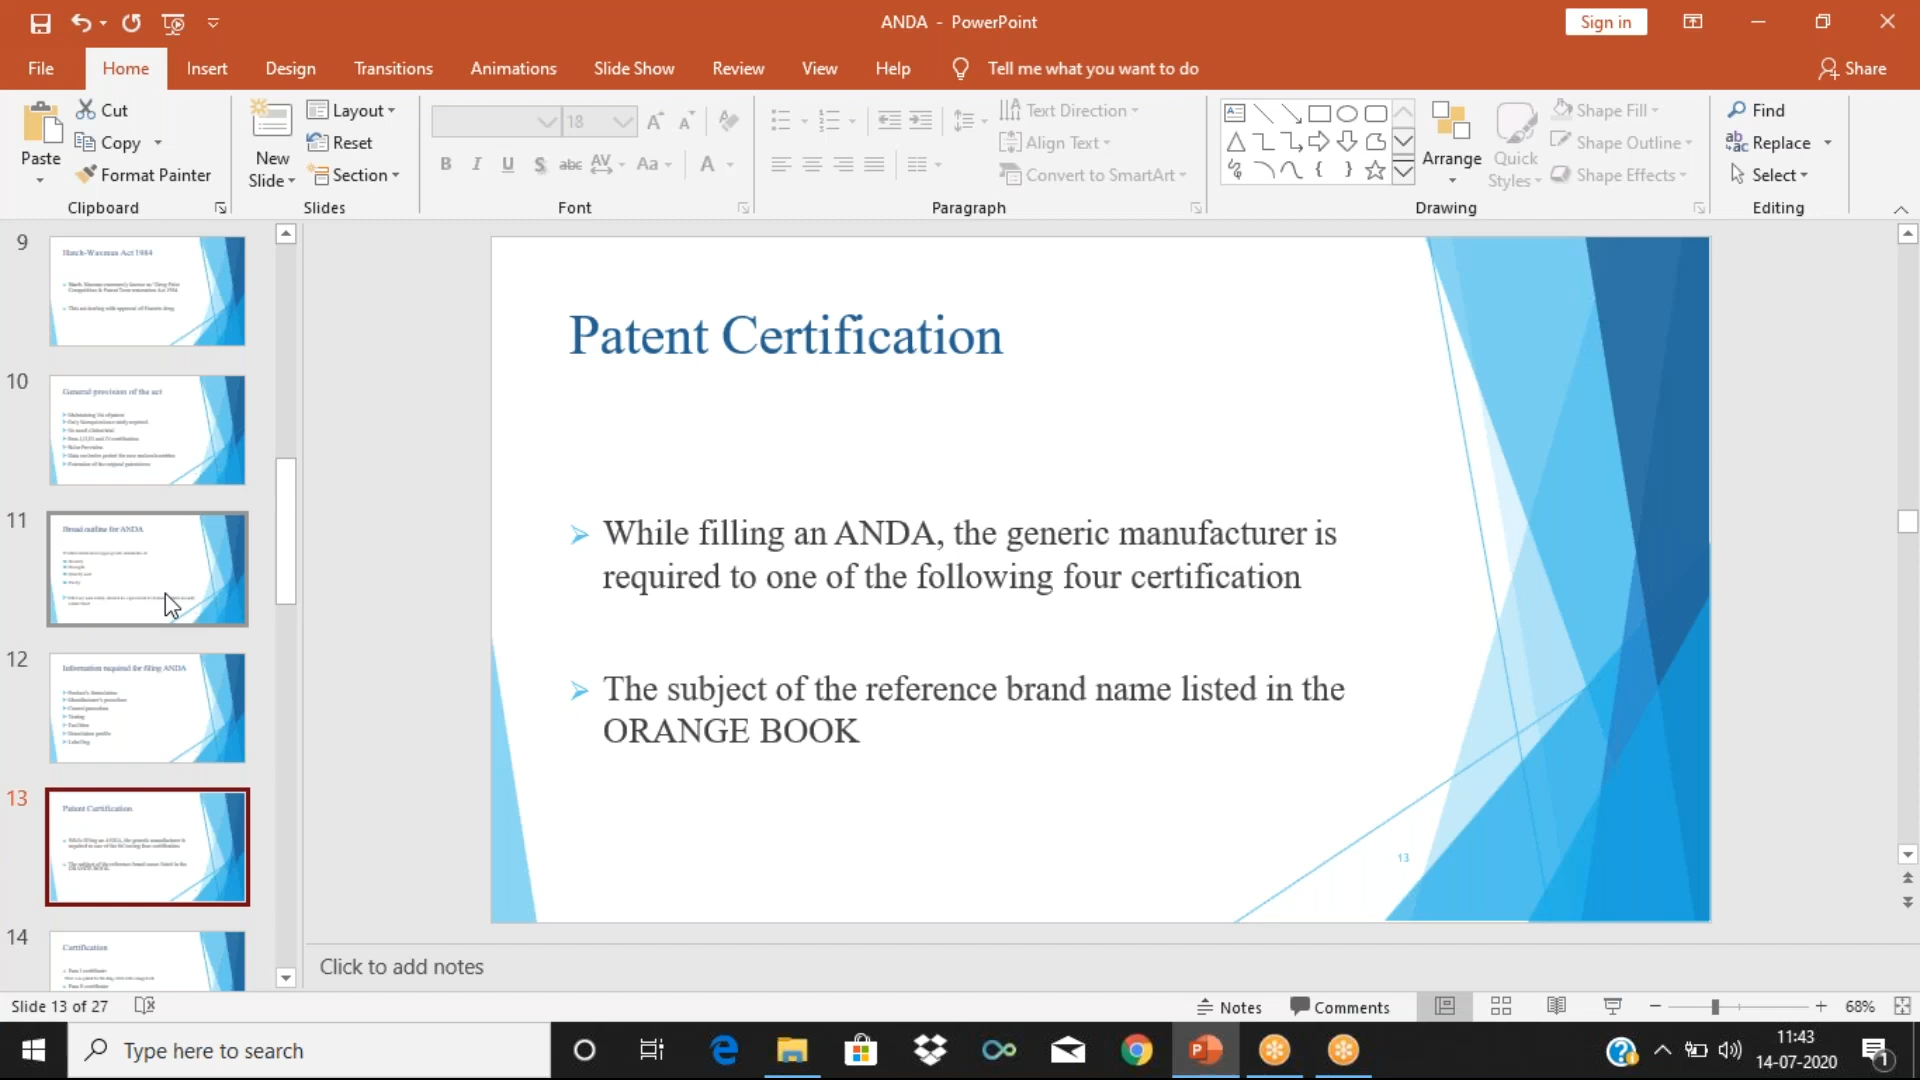 ANDA - PowerPoint
Sign in
File Home Insert Design Transitions Animations Slide Show Review View Help Tell me what you want to do Share
Paste
Cut
Copy
Format Painter
Clipboard
New
Slide
Layout
Reset
Section
Slides
18
B I U S abc AV Aa A
Font
Text Direction
Align Text
Convert to SmartArt
Paragraph
Arrange
Quick
Styles
Shape Fill
Shape Outline
Shape Effects
Drawing
Find
Replace
Select
Editing
9
Hatch-Waxman Act 1984
10
General provision of the act
11
Broad outline for ANDA
12
Information required for filing ANDA
13
Patent Certification
14
Certification
Patent Certification
While filling an ANDA, the generic manufacturer is
required to one of the following four certification
The subject of the reference brand name listed in the
ORANGE BOOK
13
Click to add notes
Slide 13 of 27
Notes
Comments
68%
Type here to search
11:43
14-07-2020
1